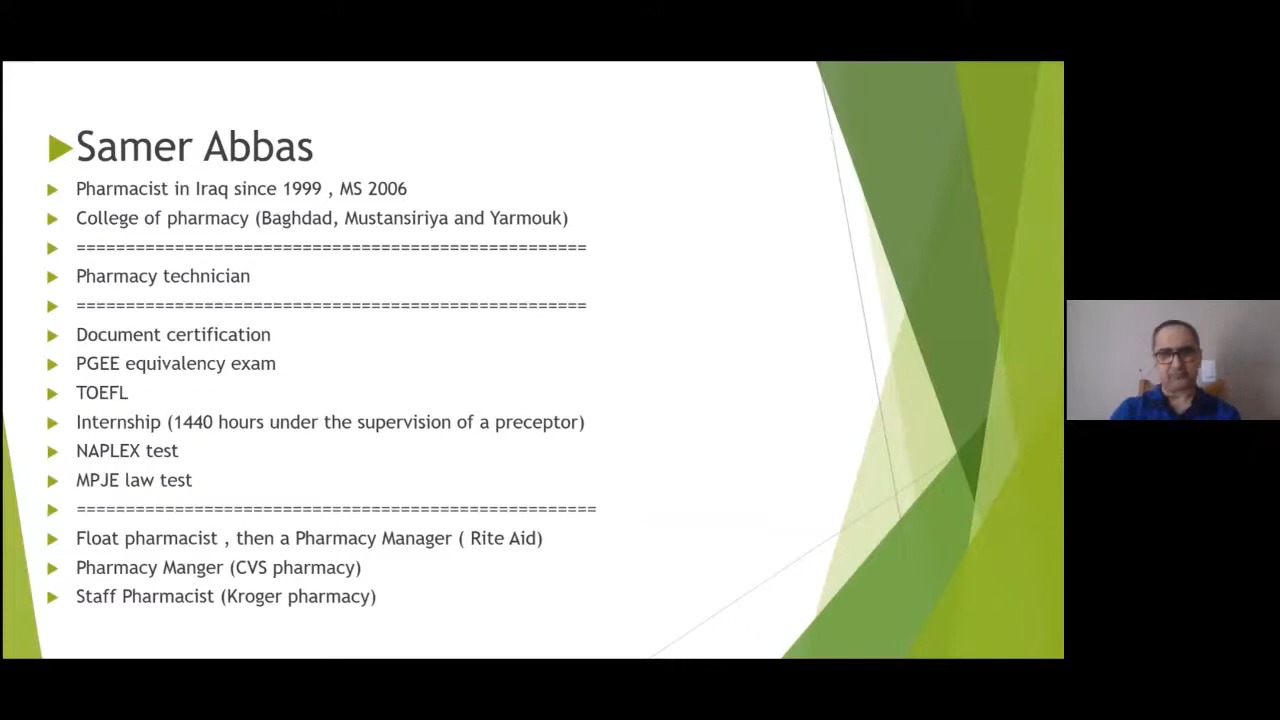 Samer Abbas
Pharmacist in Iraq since 1999 , MS 2006
College of pharmacy (Baghdad, Mustansiriya and Yarmouk)
====================================================
Pharmacy technician
====================================================
Document certification
PGEE equivalency exam
TOEFL
Internship (1440 hours under the supervision of a preceptor)
NAPLEX test
MPJE law test
=====================================================
Float pharmacist , then a Pharmacy Manager ( Rite Aid)
Pharmacy Manger (CVS pharmacy)
Staff Pharmacist (Kroger pharmacy)